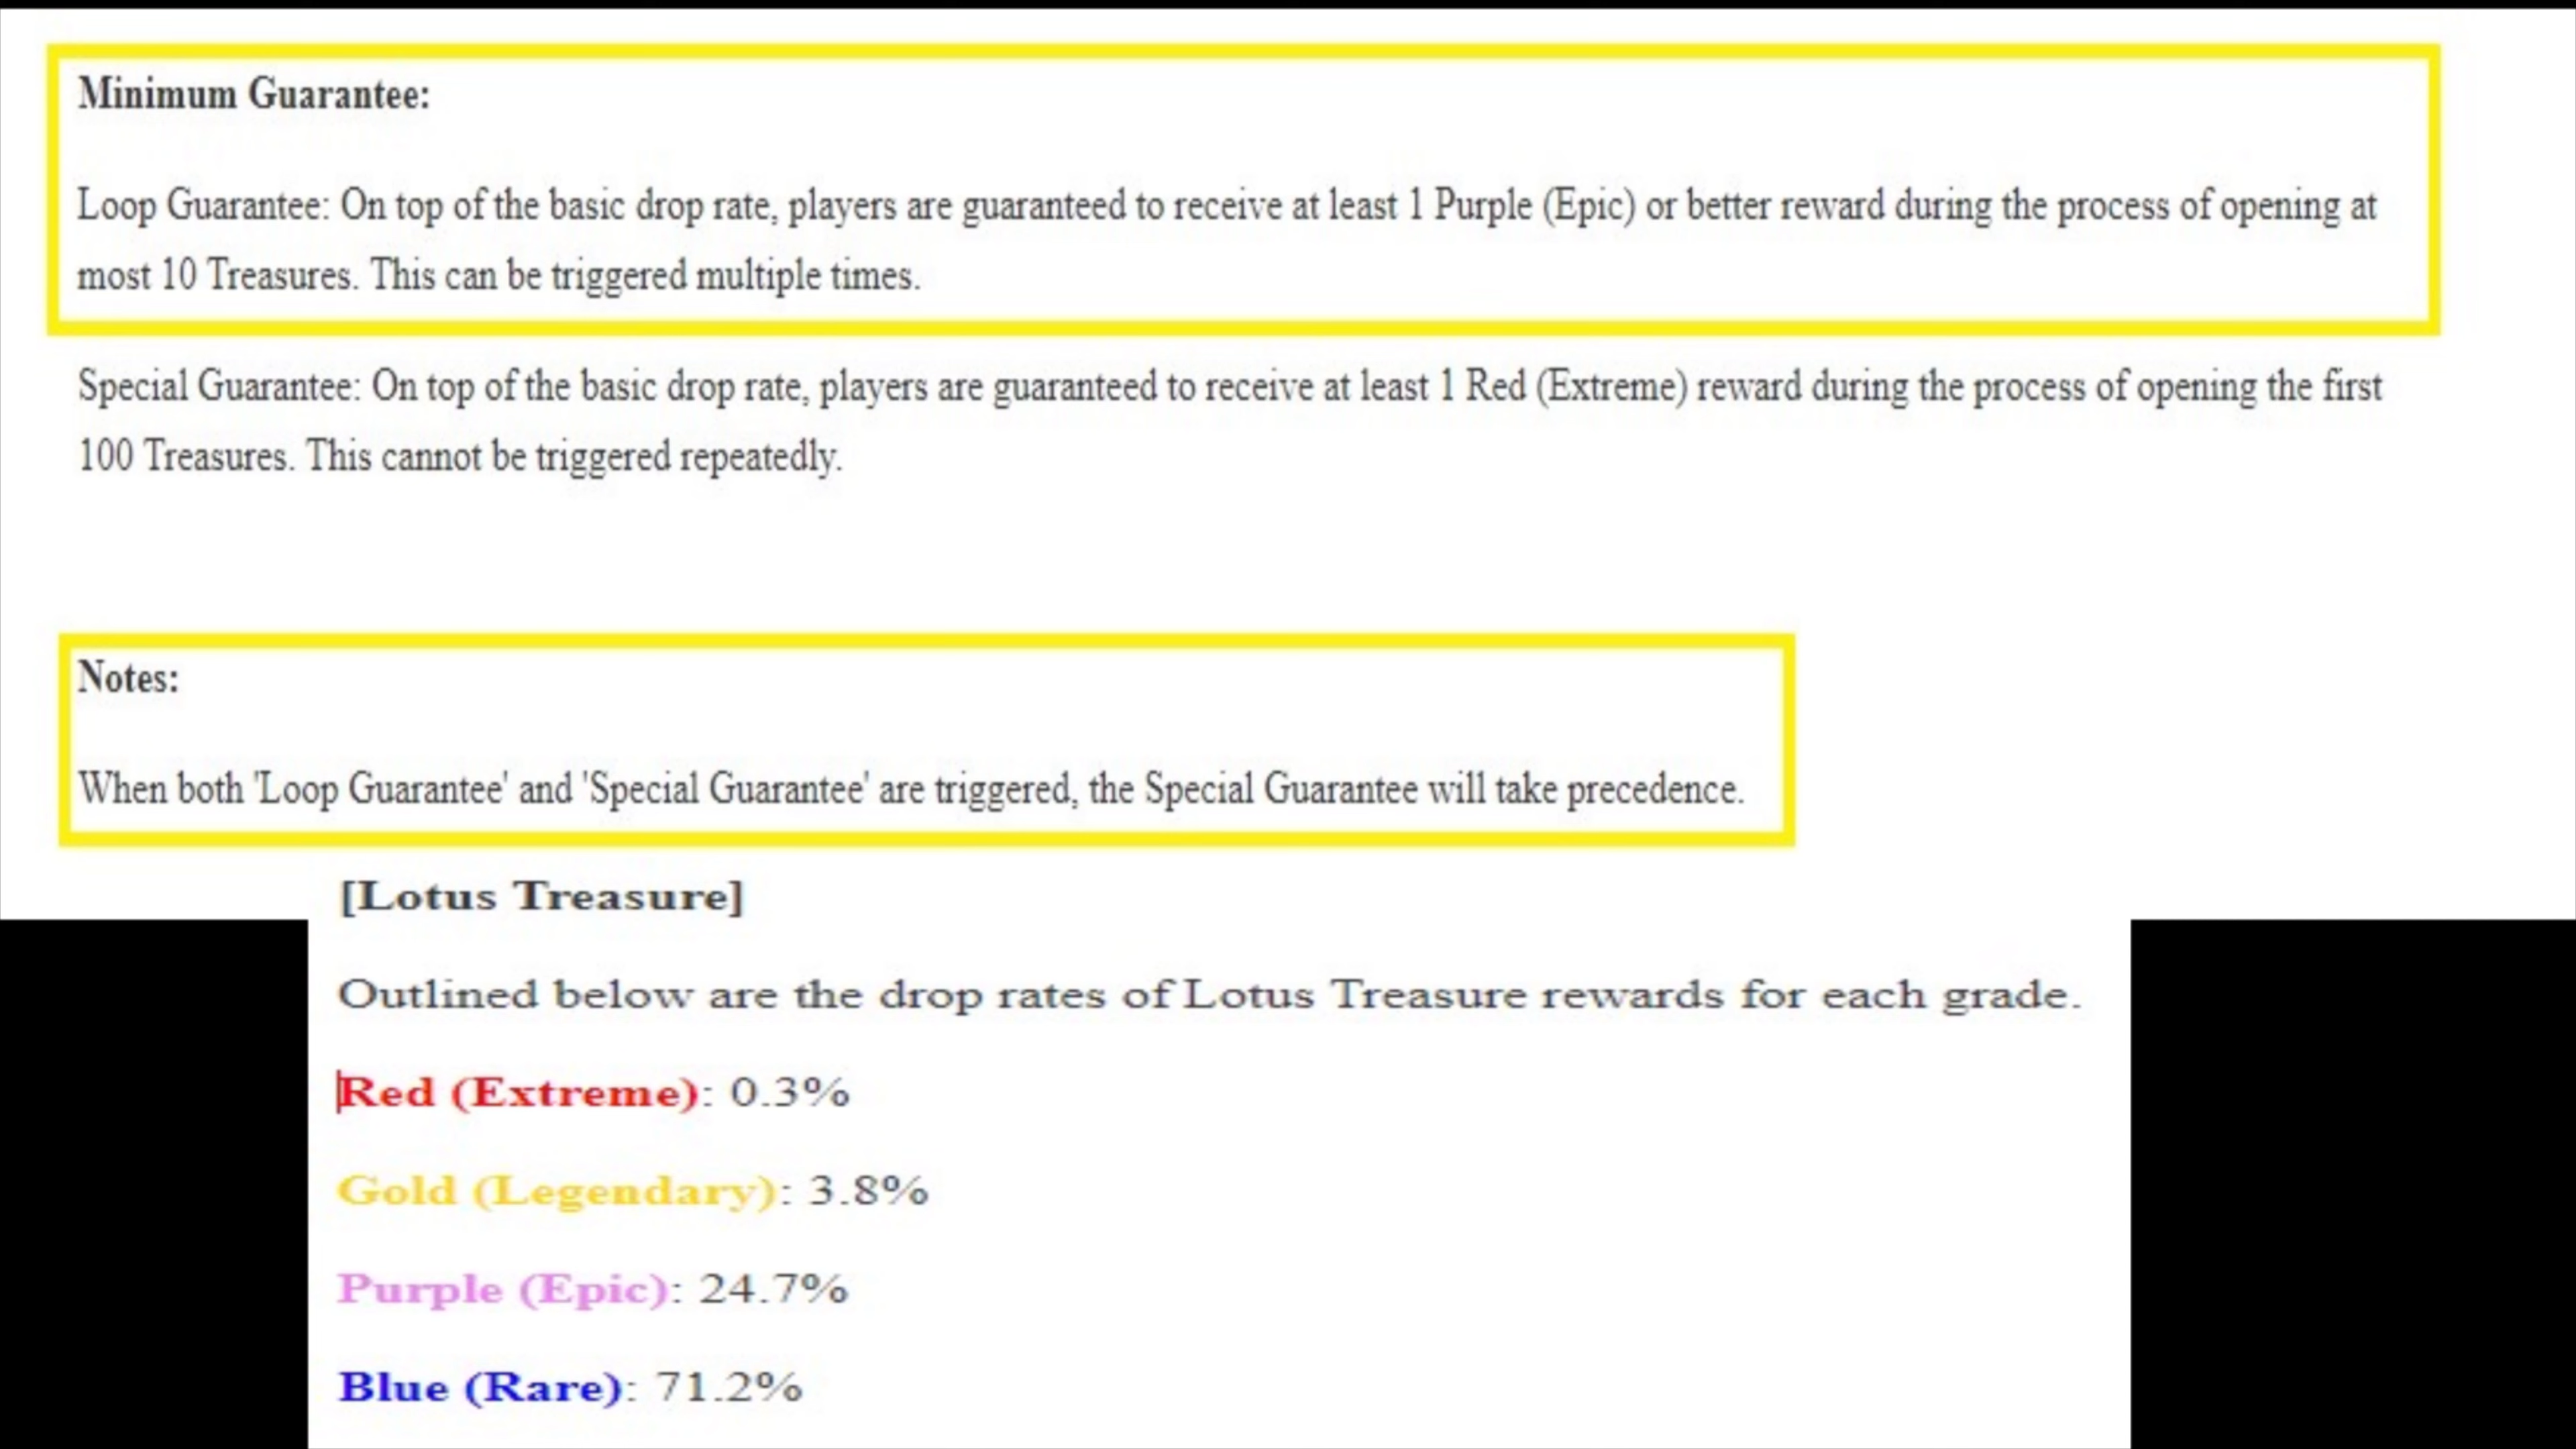 Minimum Guarantee:
Loop Guarantee: On top of the basic drop rate, players are guaranteed to receive at least 1 Purple (Epic) or better reward during the process of opening at
most 10 Treasures. This can be triggered multiple times.
Special Guarantee: On top of the basic drop rate, players are guaranteed to receive at least 1 Red (Extreme) reward during the process of opening the first
100 Treasures. This cannot be triggered repeatedly.
Notes:
When both 'Loop Guarantee' and 'Special Guarantee' are triggered, the Special Guarantee will take precedence.
[Lotus Treasure]
Outlined below are the drop rates of Lotus Treasure rewards for each grade.
Red (Extreme): 0.3%
Gold (Legendary): 3.8%
Purple (Epic): 24.7%
Blue (Rare): 71.2%